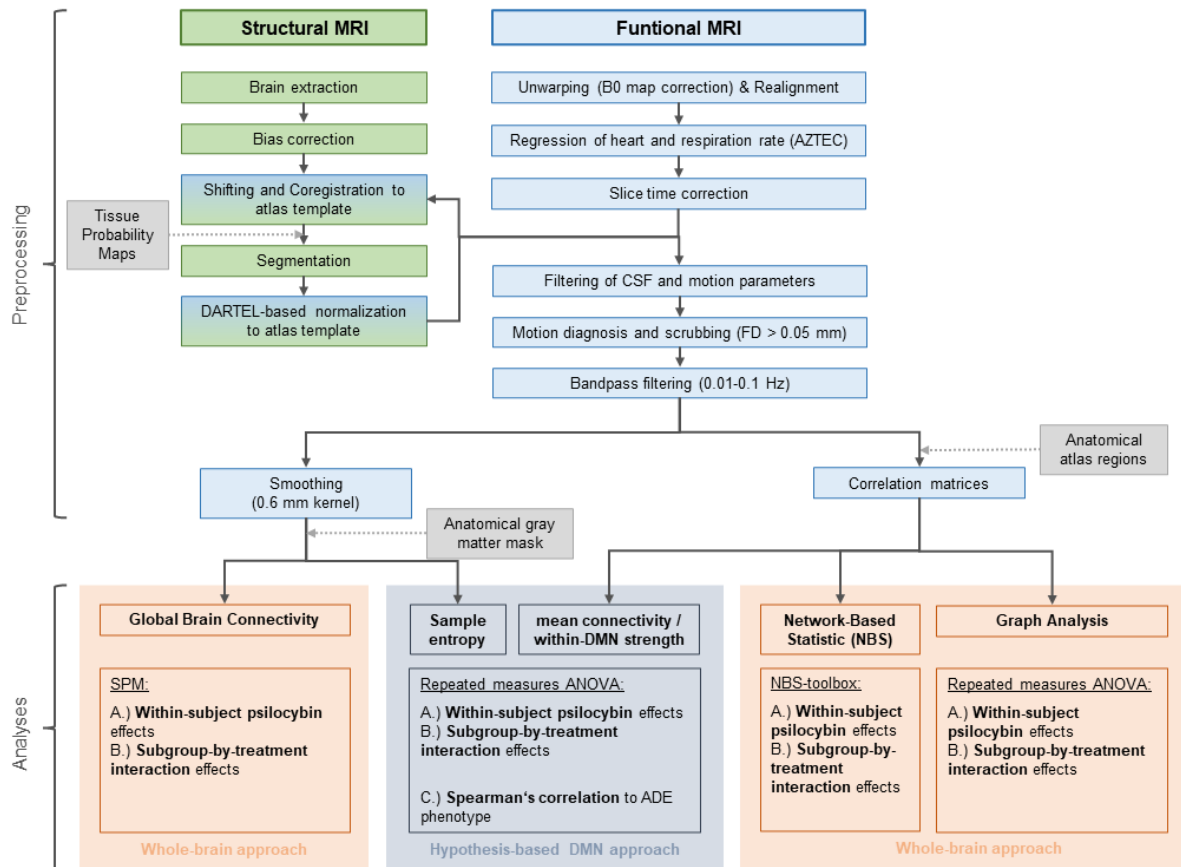 Structural MRI
Funtional MRI
Preprocessing
Brain extraction
Bias correction
Shifting and Coregistration to
atlas template
Tissue
Probability
Maps
Segmentation
DARTEL-based normalization
to atlas template
Unwarping (B0 map correction) & Realignment
Regression of heart and respiration rate (AZTEC)
Slice time correction
Filtering of CSF and motion parameters
Motion diagnosis and scrubbing (FD > 0.05 mm)
Bandpass filtering (0.01-0.1 Hz)
Smoothing
(0.6 mm kernel)
Anatomical gray
matter mask
Anatomical
atlas regions
Correlation matrices
Analyses
Global Brain Connectivity
SPM:
A.) Within-subject psilocybin
effects
B.) Subgroup-by-treatment
interaction effects
Whole-brain approach
Sample
entropy
mean connectivity /
within-DMN strength
Repeated measures ANOVA:
A.) Within-subject psilocybin effects
B.) Subgroup-by-treatment
interaction effects
C.) Spearman‘s correlation to ADE
phenotype
Hypothesis-based DMN approach
Network-Based
Statistic (NBS)
NBS-toolbox:
A.) Within-subject
psilocybin effects
B.) Subgroup-by-
treatment
interaction
effects
Graph Analysis
Repeated measures ANOVA:
A.) Within-subject
psilocybin effects
B.) Subgroup-by-treatment
interaction effects
Whole-brain approach